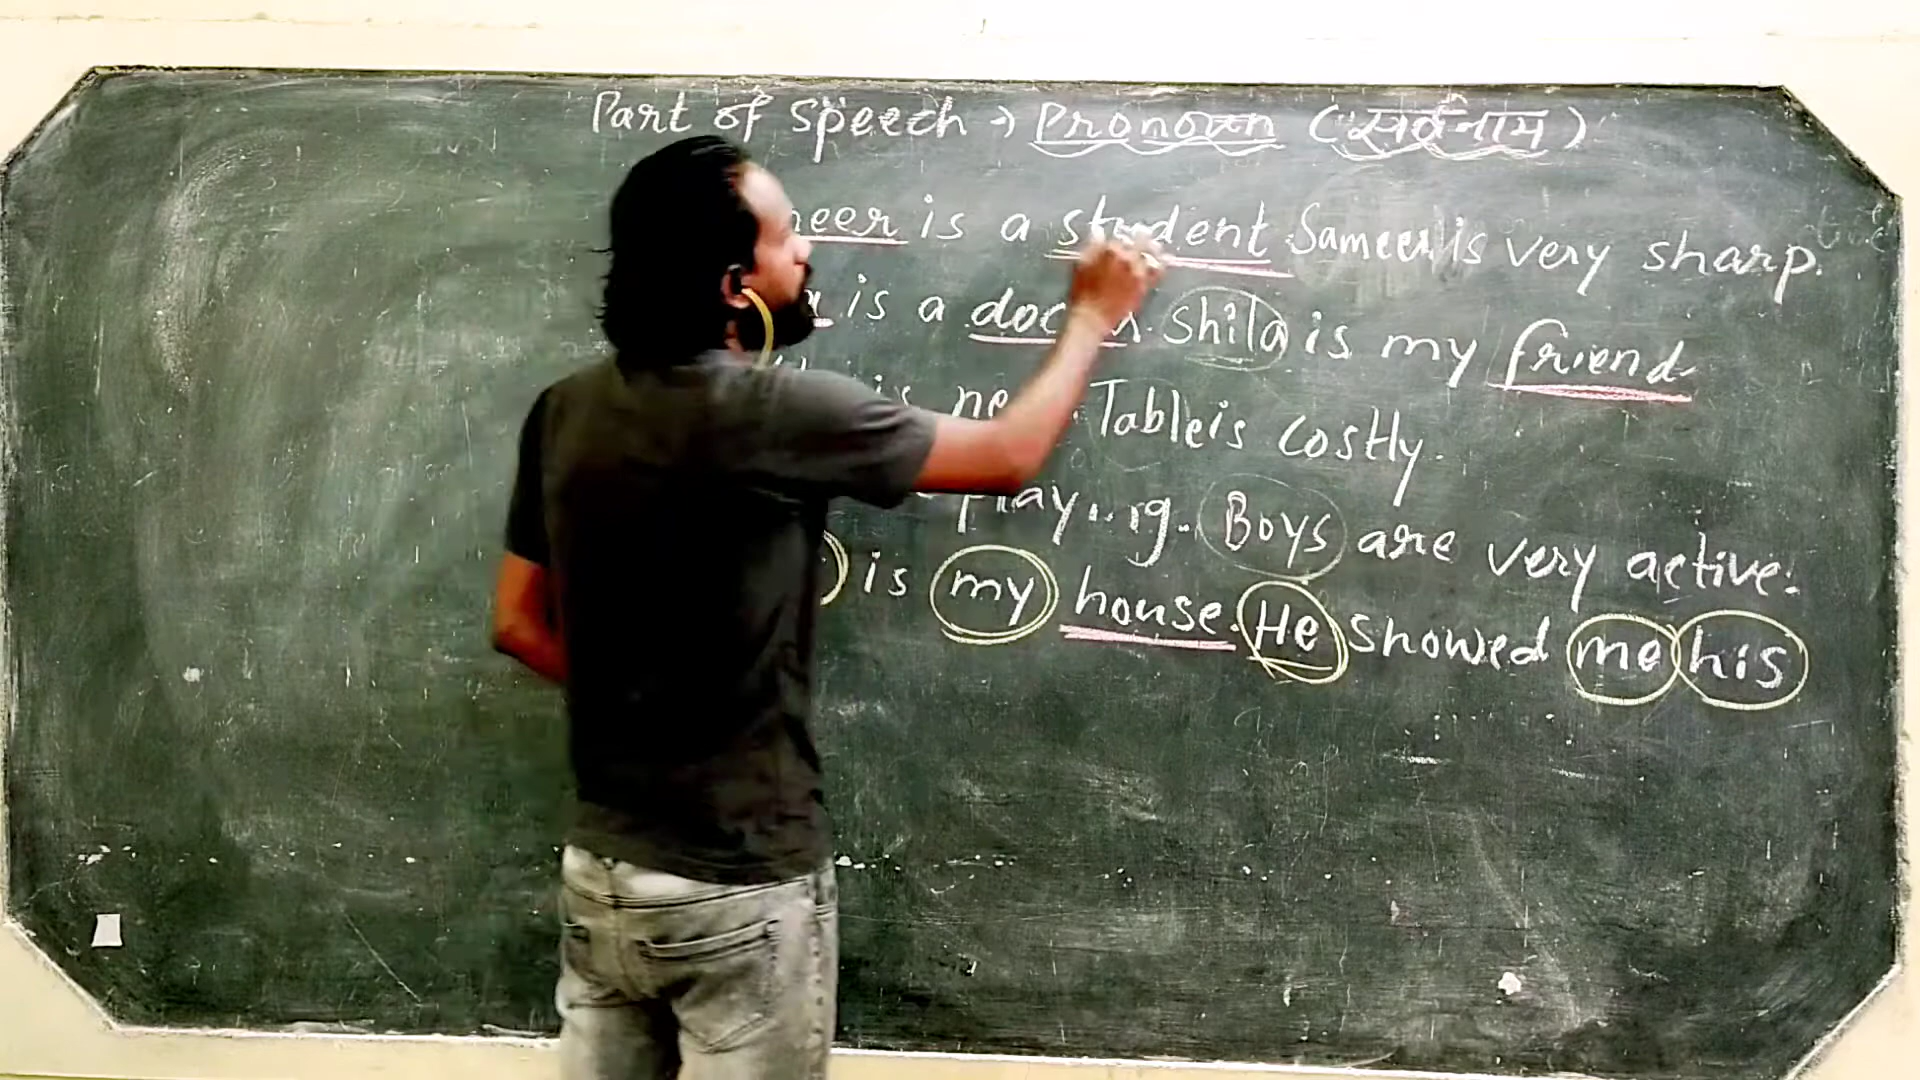 Part of Speech → Pronoun (सर्वनाम)
is a student. Sameer is very sharp.
is a Shila is my friend.
is Table is costly.
Boys are very active.
is my house. He showed me his